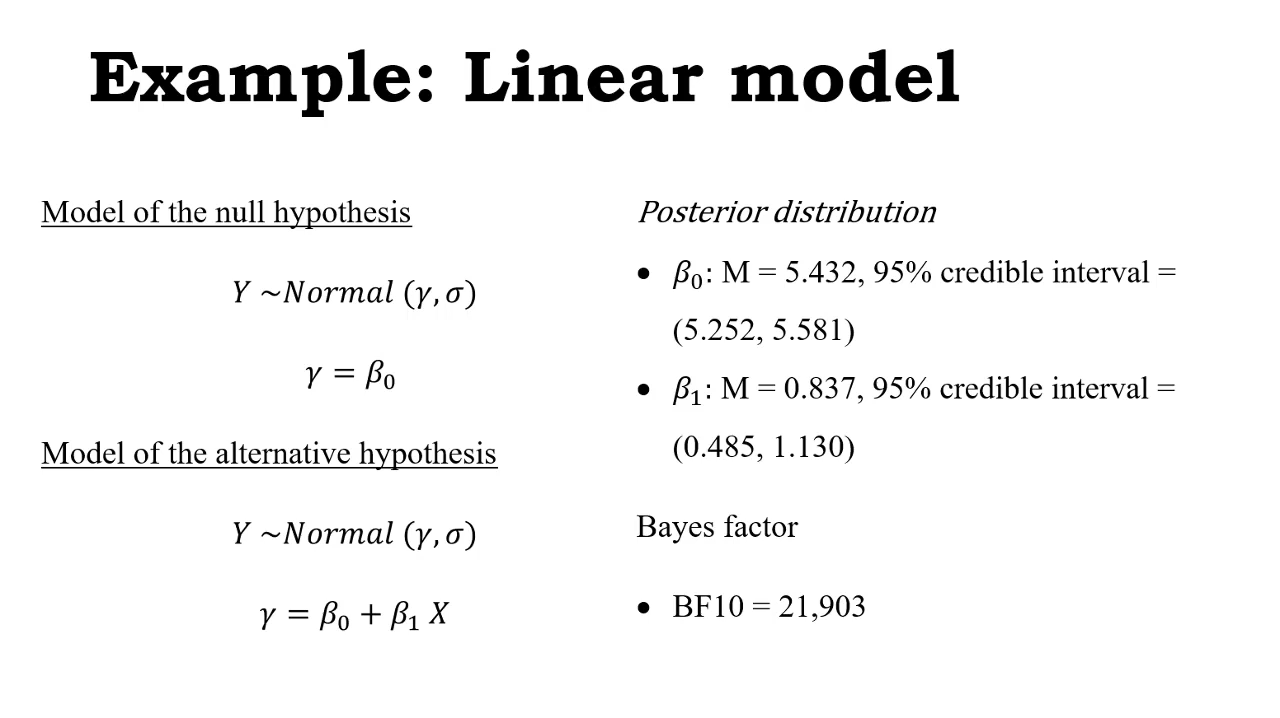 Example: Linear model
Model of the null hypothesis
Y ~Normal (γ, σ)
γ = β₀
Model of the alternative hypothesis
Y ~Normal (γ, σ)
γ = β₀ + β₁ X
Posterior distribution
• β₀: M = 5.432, 95% credible interval =
(5.252, 5.581)
• β₁: M = 0.837, 95% credible interval =
(0.485, 1.130)
Bayes factor
• BF10 = 21,903